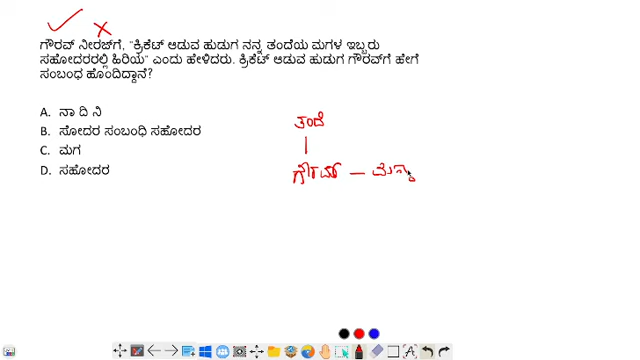 ಗೌರವ್ ನೀರಜ್‌ಗೆ, "ಕ್ರಿಕೆಟ್ ಆಡುವ ಹುಡುಗ ನನ್ನ ತಂದೆಯ ಮಗಳ ಇಬ್ಬರು
ಸಹೋದರರಲ್ಲಿ ಹಿರಿಯ" ಎಂದು ಹೇಳಿದರು. ಕ್ರಿಕೆಟ್ ಆಡುವ ಹುಡುಗ ಗೌರವ್‌ಗೆ ಹೇಗೆ
ಸಂಬಂಧ ಹೊಂದಿದ್ದಾನೆ?
A. ನಾ ದಿ ನಿ
B. ಸೋದರ ಸಂಬಂಧಿ ಸಹೋದರ
C. ಮಗ
D. ಸಹೋದರ
ತಂದೆ
ಗೌರವ್ —